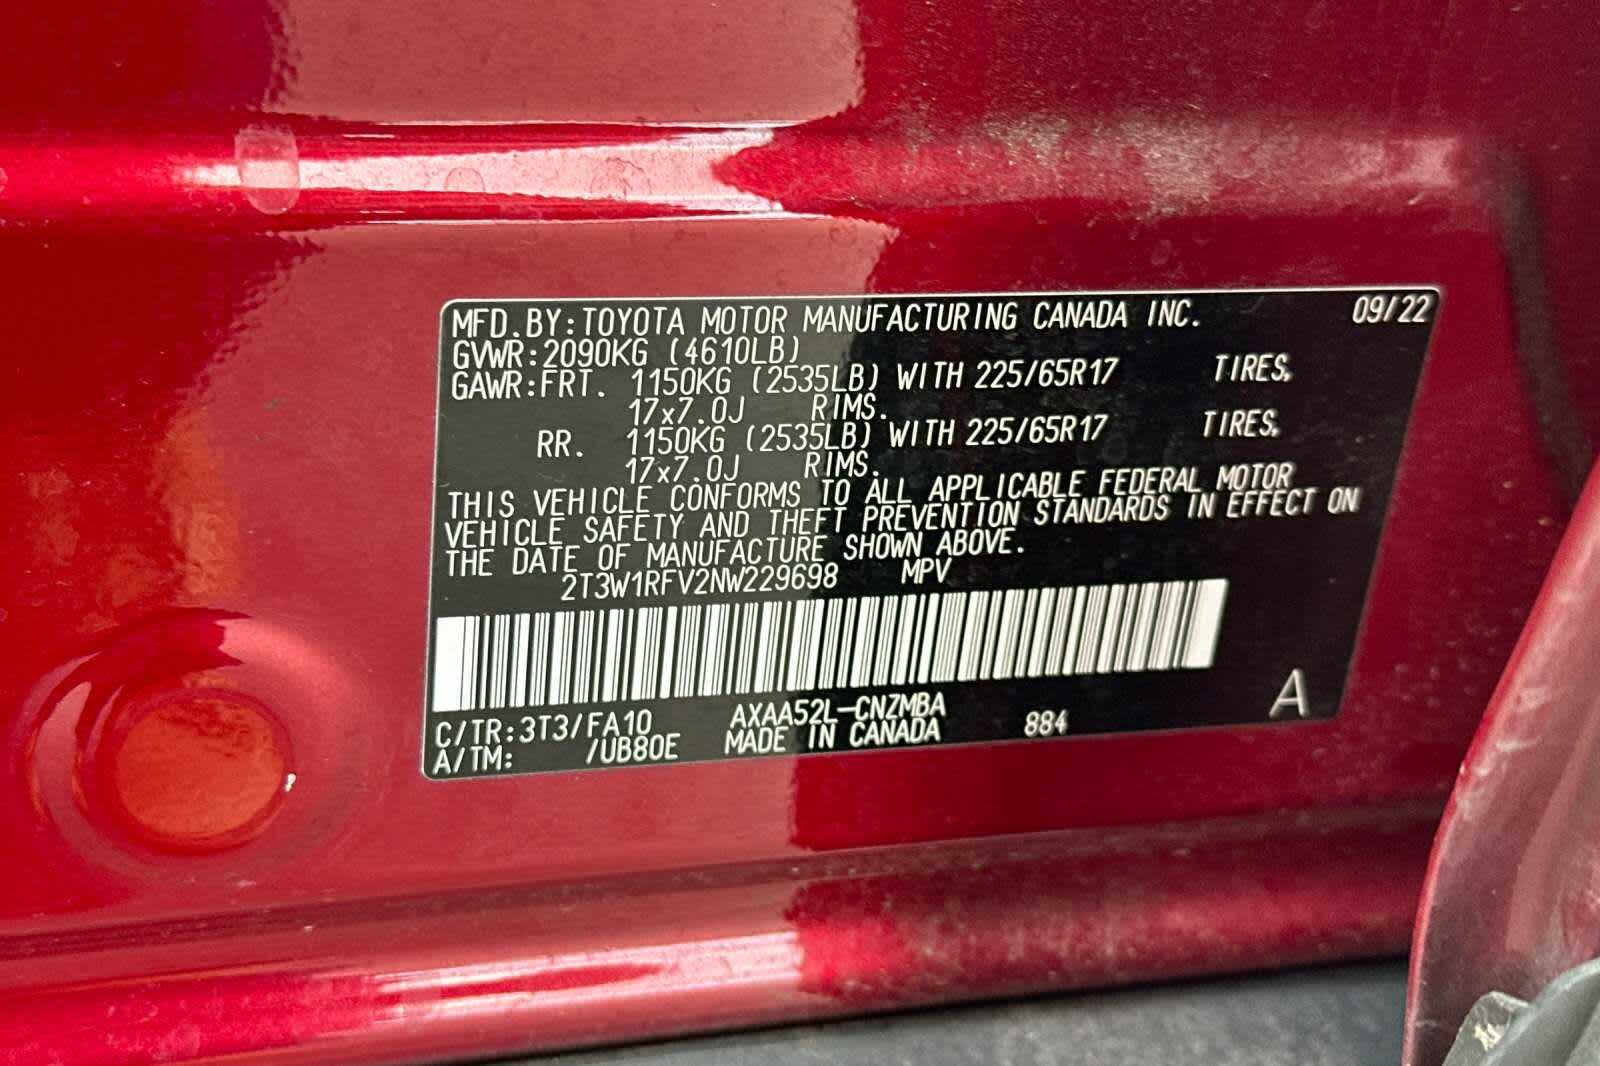 MFD.BY:TOYOTA MOTOR MANUFACTURING CANADA INC. 09/22
GVWR:2090KG (4610LB)
GAWR:FRT. 1150KG (2535LB) WITH 225/65R17 TIRES,
17x7.0J RIMS.
RR. 1150KG (2535LB) WITH 225/65R17 TIRES,
17x7.0J RIMS.
THIS VEHICLE CONFORMS TO ALL APPLICABLE FEDERAL MOTOR
VEHICLE SAFETY AND THEFT PREVENTION STANDARDS IN EFFECT ON
THE DATE OF MANUFACTURE SHOWN ABOVE.
2T3W1RFV2NW229698 MPV
C/TR:3T3/FA10 AXAA52L-CNZMBA 884 A
A/TM: /UB80E MADE IN CANADA